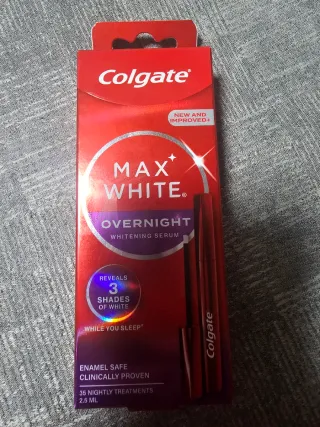 Colgate®
NEW AND
IMPROVED+
MAX
WHITE®
OVERNIGHT
WHITENING SERUM
REVEALS
3
SHADES
OF WHITE
WHILE YOU SLEEP*
Colgate
ENAMEL SAFE
CLINICALLY PROVEN
35 NIGHTLY TREATMENTS
2.5 ML